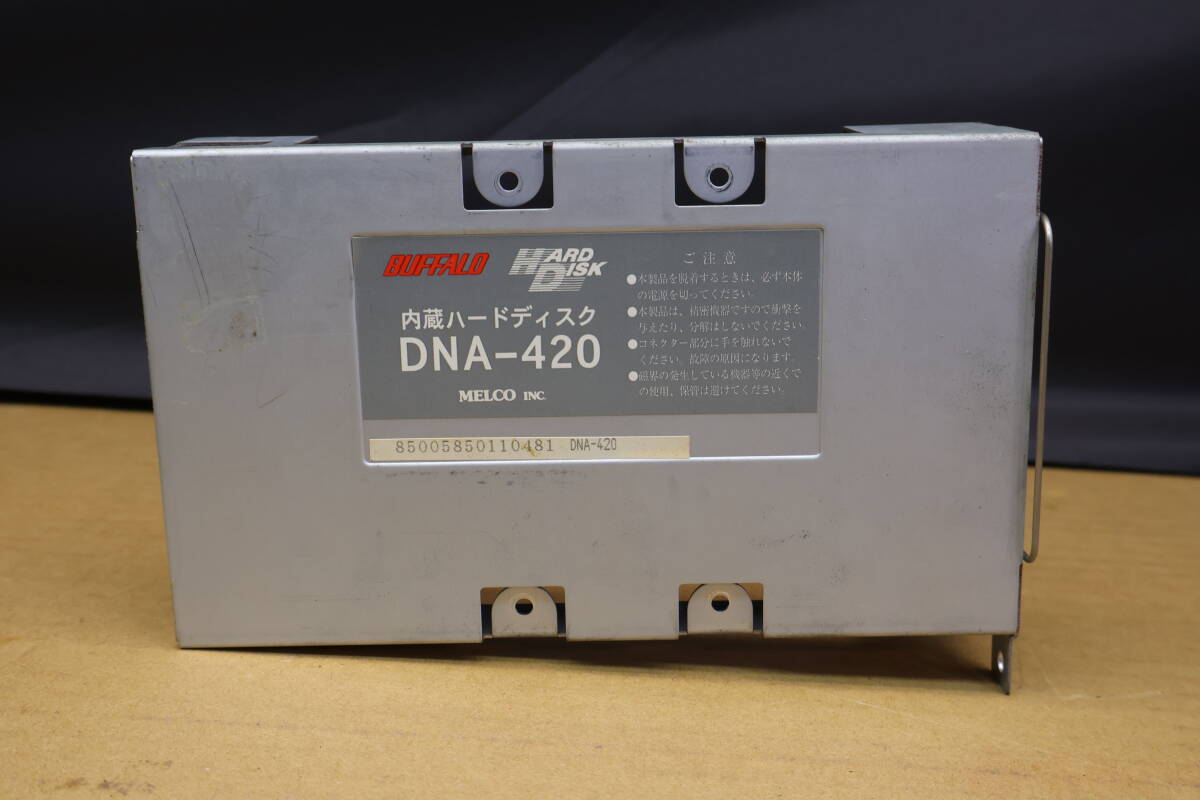 BUFFALO
HARD
DISK
内蔵ハードディスク
DNA-420
MELCO INC.
ご注意
●本製品を脱着するときは、必ず本体
の電源を切ってください。
●本製品は、精密機器ですので衝撃を
与えたり、分解はしないでください。
●コネクター部分に手を触れないで
ください。故障の原因になります。
●磁界の発生している機器等の近くで
の使用、保管は避けてください。
85005850110481 DNA-420